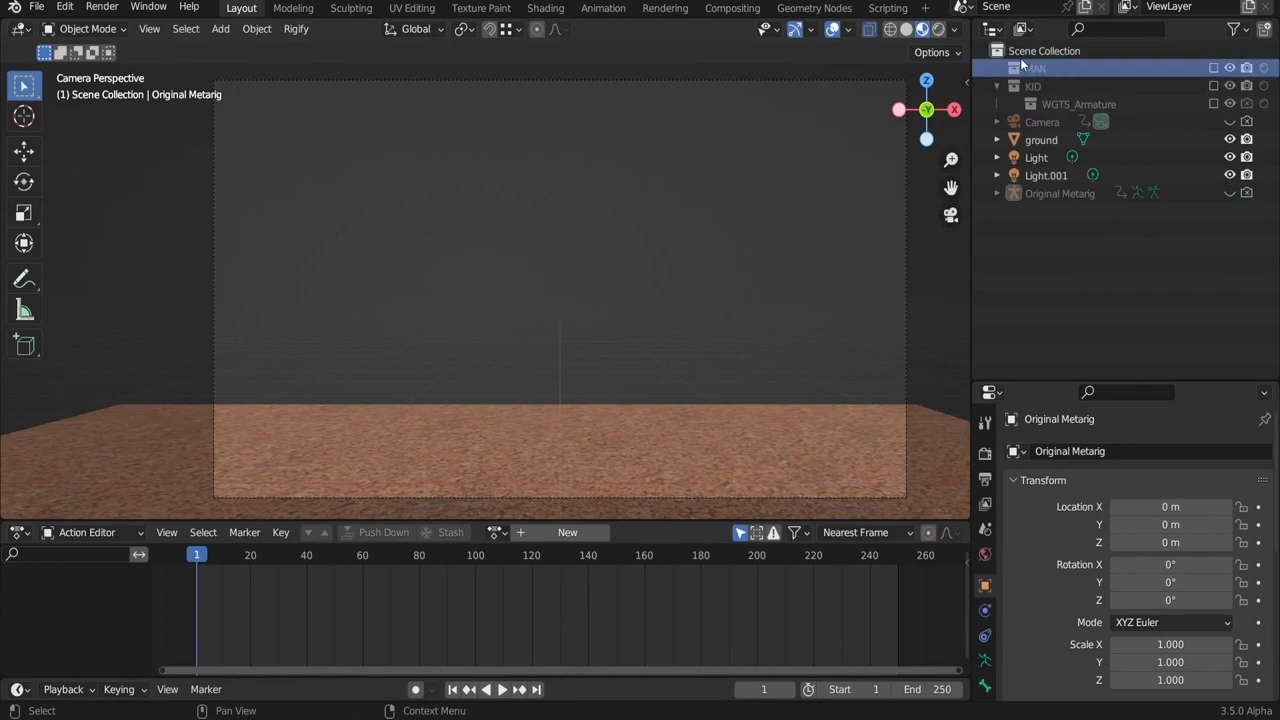 File Edit Render Window Help Layout Modeling Sculpting UV Editing Texture Paint Shading Animation Rendering Compositing Geometry Nodes Scripting + Scene ViewLayer
Object Mode View Select Add Object Rigify Global
Options
Camera Perspective
(1) Scene Collection | Original Metarig
Z
-Y
X
Scene Collection
MAN
KID
WGTS_Armature
Camera
ground
Light
Light.001
Original Metarig
Original Metarig
Original Metarig
Transform
Location X 0 m
Y 0 m
Z 0 m
Rotation X 0°
Y 0°
Z 0°
Mode XYZ Euler
Scale X 1.000
Y 1.000
Z 1.000
Action Editor View Select Marker Key Push Down Stash + New Nearest Frame
1 20 40 60 80 100 120 140 160 180 200 220 240 260
Playback Keying View Marker 1 Start 1 End 250
Select Pan View Context Menu 3.5.0 Alpha